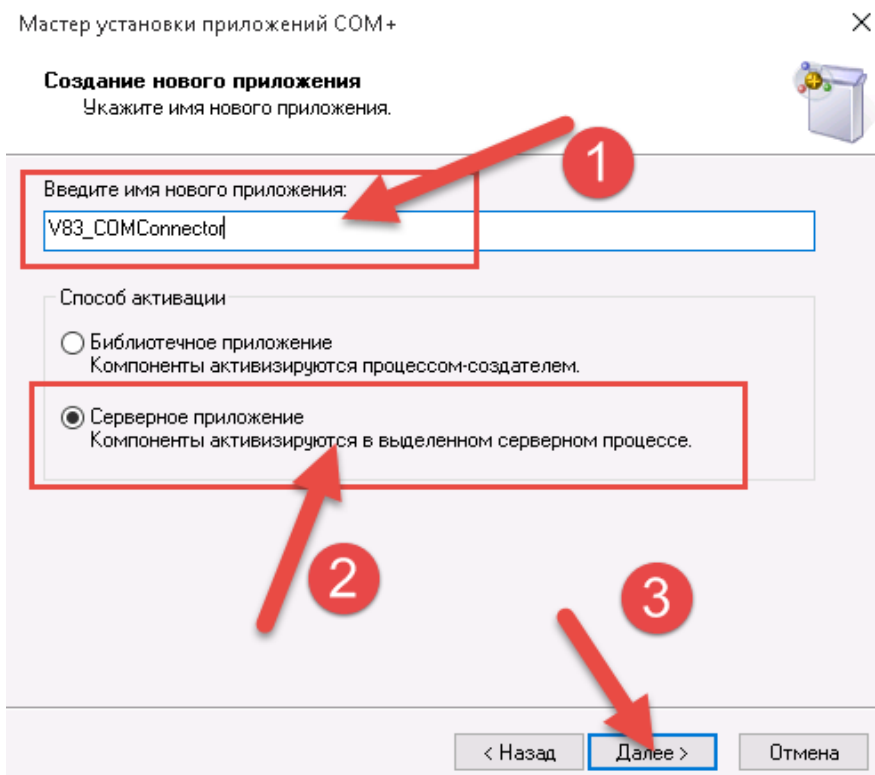 Мастер установки приложений COM+
Создание нового приложения
Укажите имя нового приложения.
1
Введите имя нового приложения:
V83_COMConnector
Способ активации
Библиотечное приложение
Компоненты активизируются процессом-создателем.
Серверное приложение
Компоненты активизируются в выделенном серверном процессе.
2
3
< Назад
Далее >
Отмена